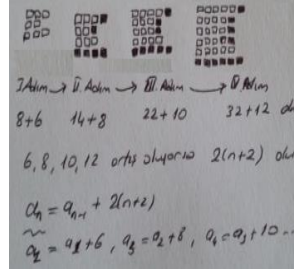 I.Adım → II. Adım → III. Adım → IV. Adım
8+6 14+8 22+10 32+12
6, 8, 10, 12 artış oluyorsa 2(n+2)
an = an-1 + 2(n+2)
a2 = a1+6, a3 = a2+8, a4 = a3+10...